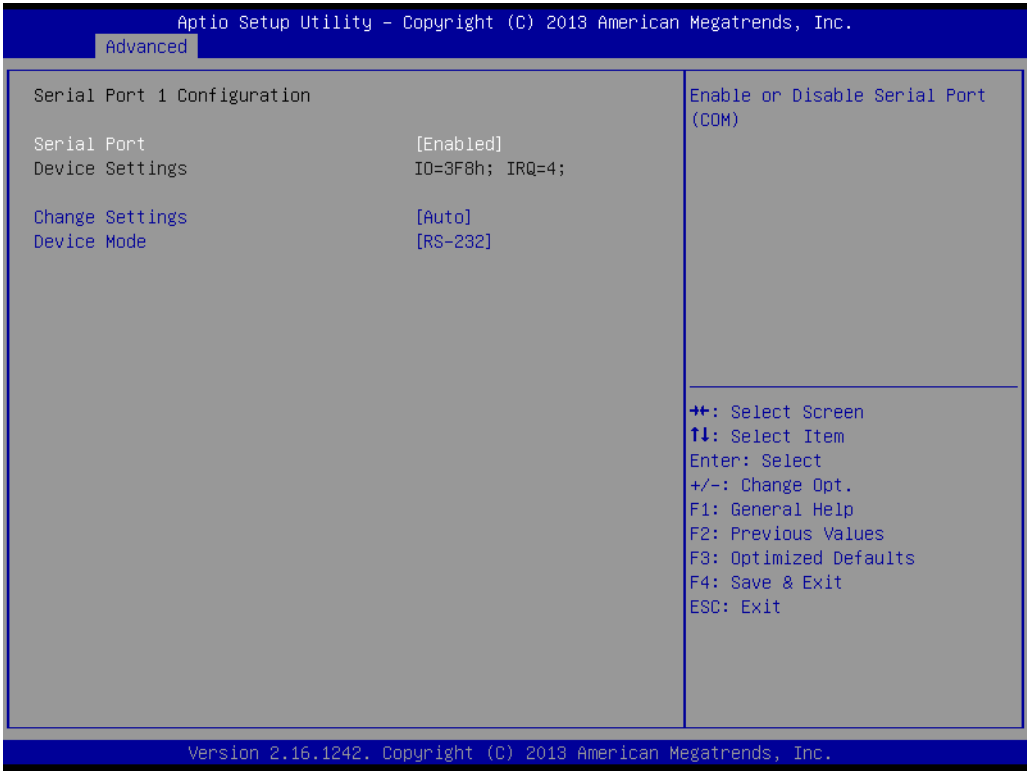 Aptio Setup Utility – Copyright (C) 2013 American Megatrends, Inc.
Advanced
Serial Port 1 Configuration
Serial Port [Enabled]
Device Settings IO=3F8h; IRQ=4;
Change Settings [Auto]
Device Mode [RS-232]
Enable or Disable Serial Port
(COM)
→←: Select Screen
↑↓: Select Item
Enter: Select
+/-: Change Opt.
F1: General Help
F2: Previous Values
F3: Optimized Defaults
F4: Save & Exit
ESC: Exit
Version 2.16.1242. Copyright (C) 2013 American Megatrends, Inc.